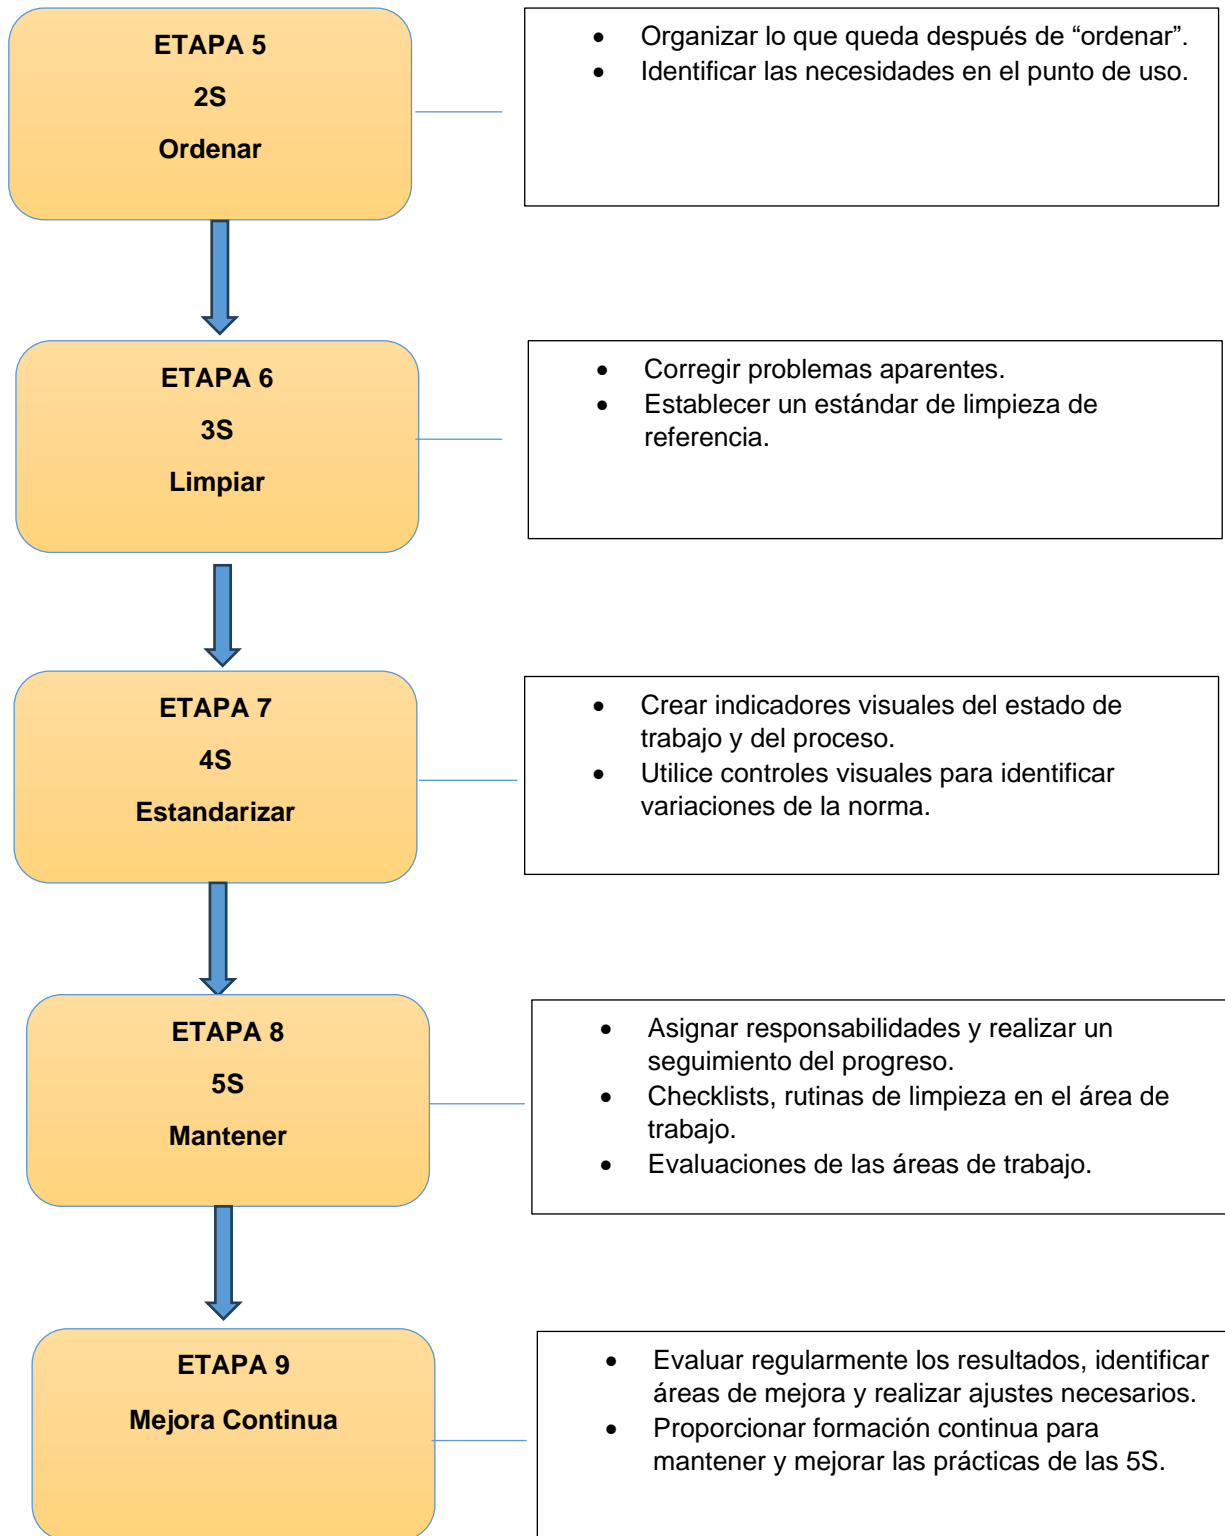 ETAPA 5
2S
Ordenar
• Organizar lo que queda después de “ordenar”.
• Identificar las necesidades en el punto de uso.
ETAPA 6
3S
Limpiar
• Corregir problemas aparentes.
• Establecer un estándar de limpieza de
referencia.
ETAPA 7
4S
Estandarizar
• Crear indicadores visuales del estado de
trabajo y del proceso.
• Utilice controles visuales para identificar
variaciones de la norma.
ETAPA 8
5S
Mantener
• Asignar responsabilidades y realizar un
seguimiento del progreso.
• Checklists, rutinas de limpieza en el área de
trabajo.
• Evaluaciones de las áreas de trabajo.
ETAPA 9
Mejora Continua
• Evaluar regularmente los resultados, identificar
áreas de mejora y realizar ajustes necesarios.
• Proporcionar formación continua para
mantener y mejorar las prácticas de las 5S.